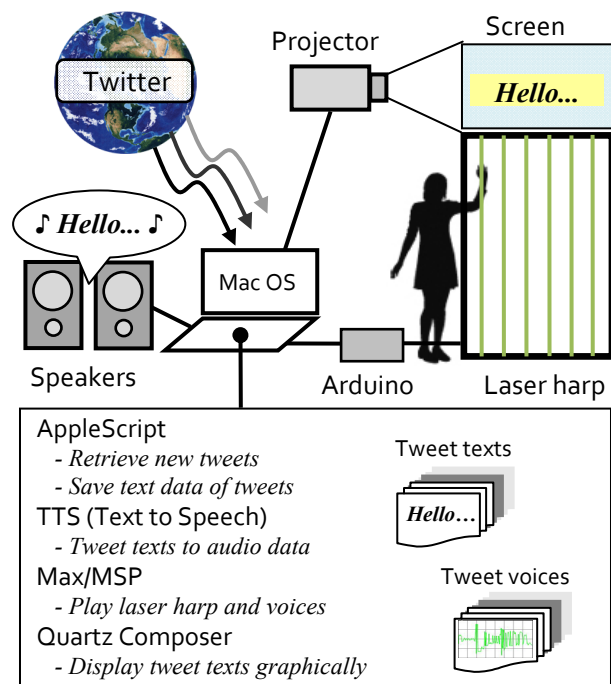 Twitter
Projector
Screen
Hello...
♪ Hello... ♪
Mac OS
Speakers
Arduino
Laser harp
AppleScript
- Retrieve new tweets
- Save text data of tweets
TTS (Text to Speech)
- Tweet texts to audio data
Max/MSP
- Play laser harp and voices
Quartz Composer
- Display tweet texts graphically
Tweet texts
Hello...
Tweet voices